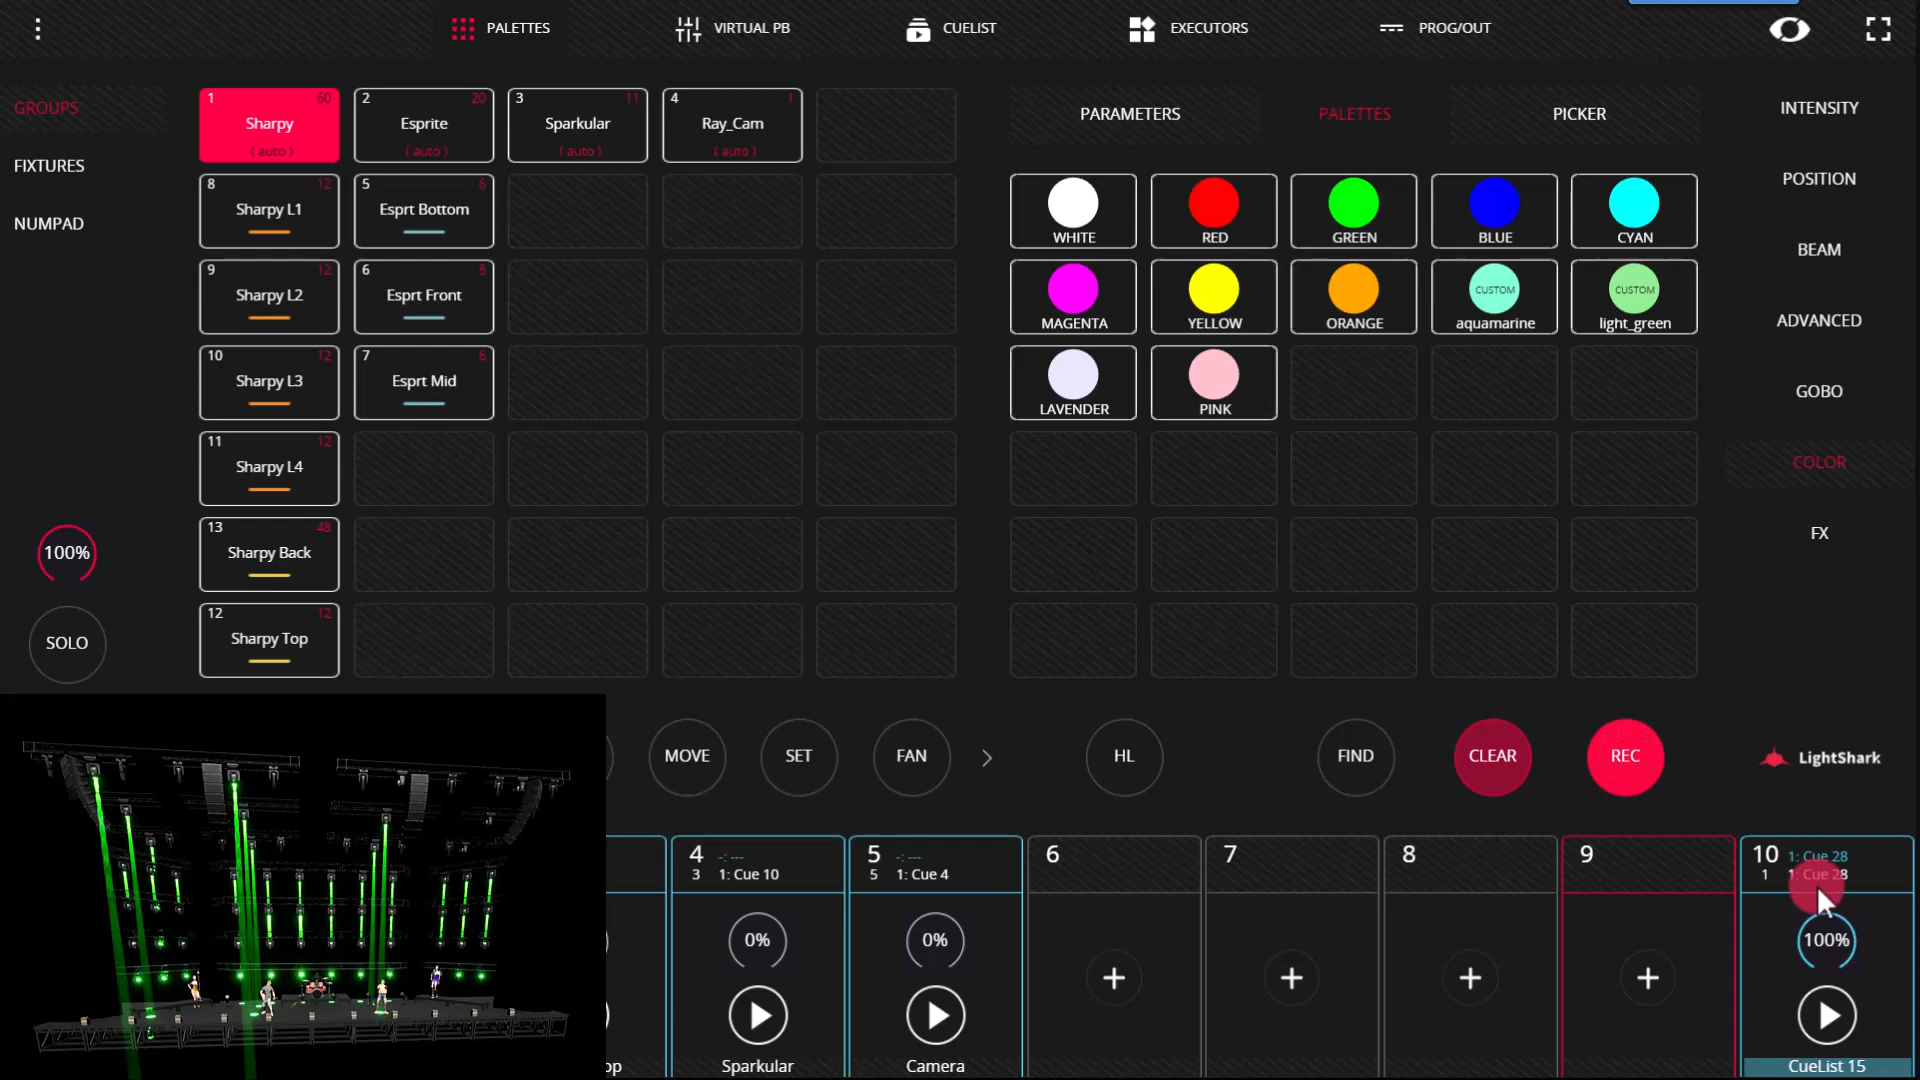 PALETTES
VIRTUAL PB
CUELIST
EXECUTORS
PROG/OUT
GROUPS
FIXTURES
NUMPAD
100%
SOLO
1 60
Sharpy
( auto )
2 20
Esprite
( auto )
3 11
Sparkular
( auto )
4 1
Ray_Cam
( auto )
8 12
Sharpy L1
5 6
Esprt Bottom
9 12
Sharpy L2
6 8
Esprt Front
10 12
Sharpy L3
7 6
Esprt Mid
11 12
Sharpy L4
13 48
Sharpy Back
12 12
Sharpy Top
PARAMETERS
PALETTES
PICKER
WHITE
RED
GREEN
BLUE
CYAN
MAGENTA
YELLOW
ORANGE
CUSTOM
aquamarine
CUSTOM
light_green
LAVENDER
PINK
INTENSITY
POSITION
BEAM
ADVANCED
GOBO
COLOR
FX
MOVE
SET
FAN
HL
FIND
CLEAR
REC
LightShark
op
4 -: ---
3 1: Cue 10
0%
Sparkular
5 -: ---
5 1: Cue 4
0%
Camera
6
7
8
9
10 1: Cue 28
1 1: Cue 28
100%
CueList 15